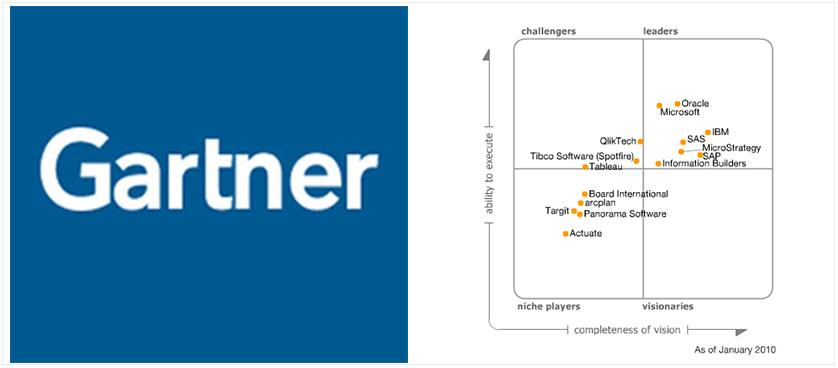 Gartner
challengers
leaders
ability to execute
Oracle
Microsoft
IBM
QlikTech
SAS
MicroStrategy
Tibco Software (Spotfire)
SAP
Tableau
Information Builders
Board International
arcplan
Targit
Panorama Software
Actuate
niche players
visionaries
completeness of vision
As of January 2010